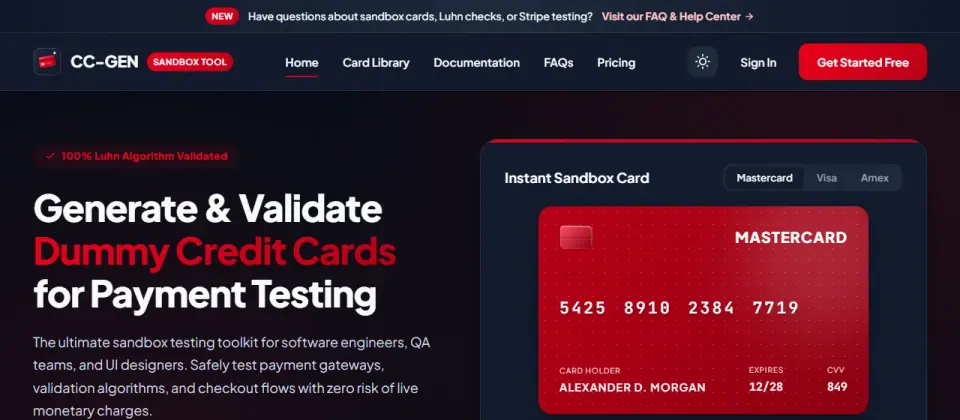 NEW Have questions about sandbox cards, Luhn checks, or Stripe testing? Visit our FAQ & Help Center →
CC-GEN SANDBOX TOOL Home Card Library Documentation FAQs Pricing Sign In Get Started Free
✓ 100% Luhn Algorithm Validated
Generate & Validate
Dummy Credit Cards
for Payment Testing
The ultimate sandbox testing toolkit for software engineers, QA
teams, and UI designers. Safely test payment gateways,
validation algorithms, and checkout flows with zero risk of live
monetary charges.
Instant Sandbox Card Mastercard Visa Amex
MASTERCARD
5425 8910 2384 7719
CARD HOLDER EXPIRES CVV
ALEXANDER D. MORGAN 12/28 849